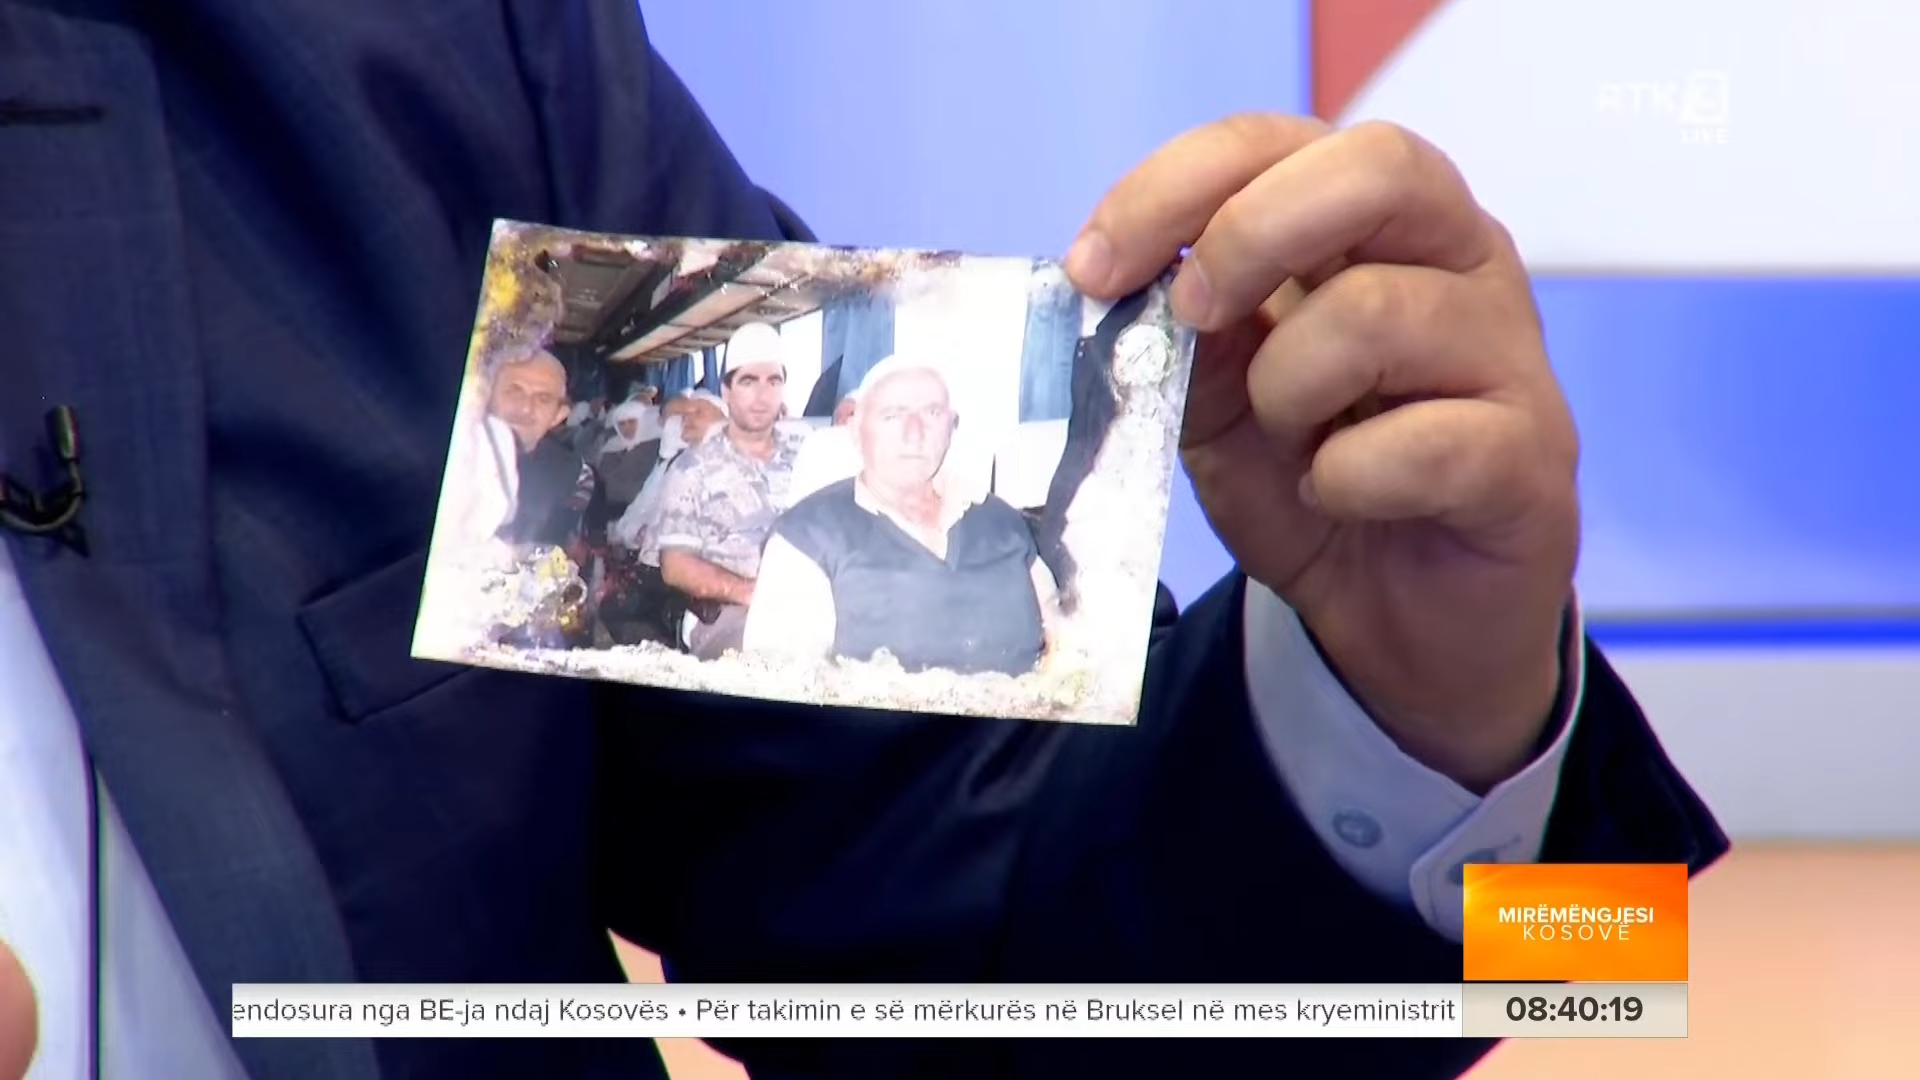 RTK 3
LIVE
MIRËMËNGJESI
KOSOVË
endosura nga BE-ja ndaj Kosovës • Për takimin e së mërkurës në Bruksel në mes kryeministrit
08:40:19